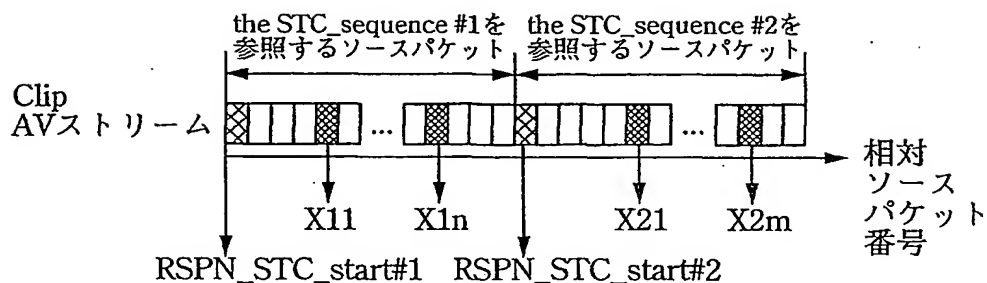 the STC_sequence #1を
参照するソースパケット
the STC_sequence #2を
参照するソースパケット
Clip
AVストリーム
...
...
相対
ソース
パケット
番号
X11
X1n
X21
X2m
RSPN_STC_start#1
RSPN_STC_start#2